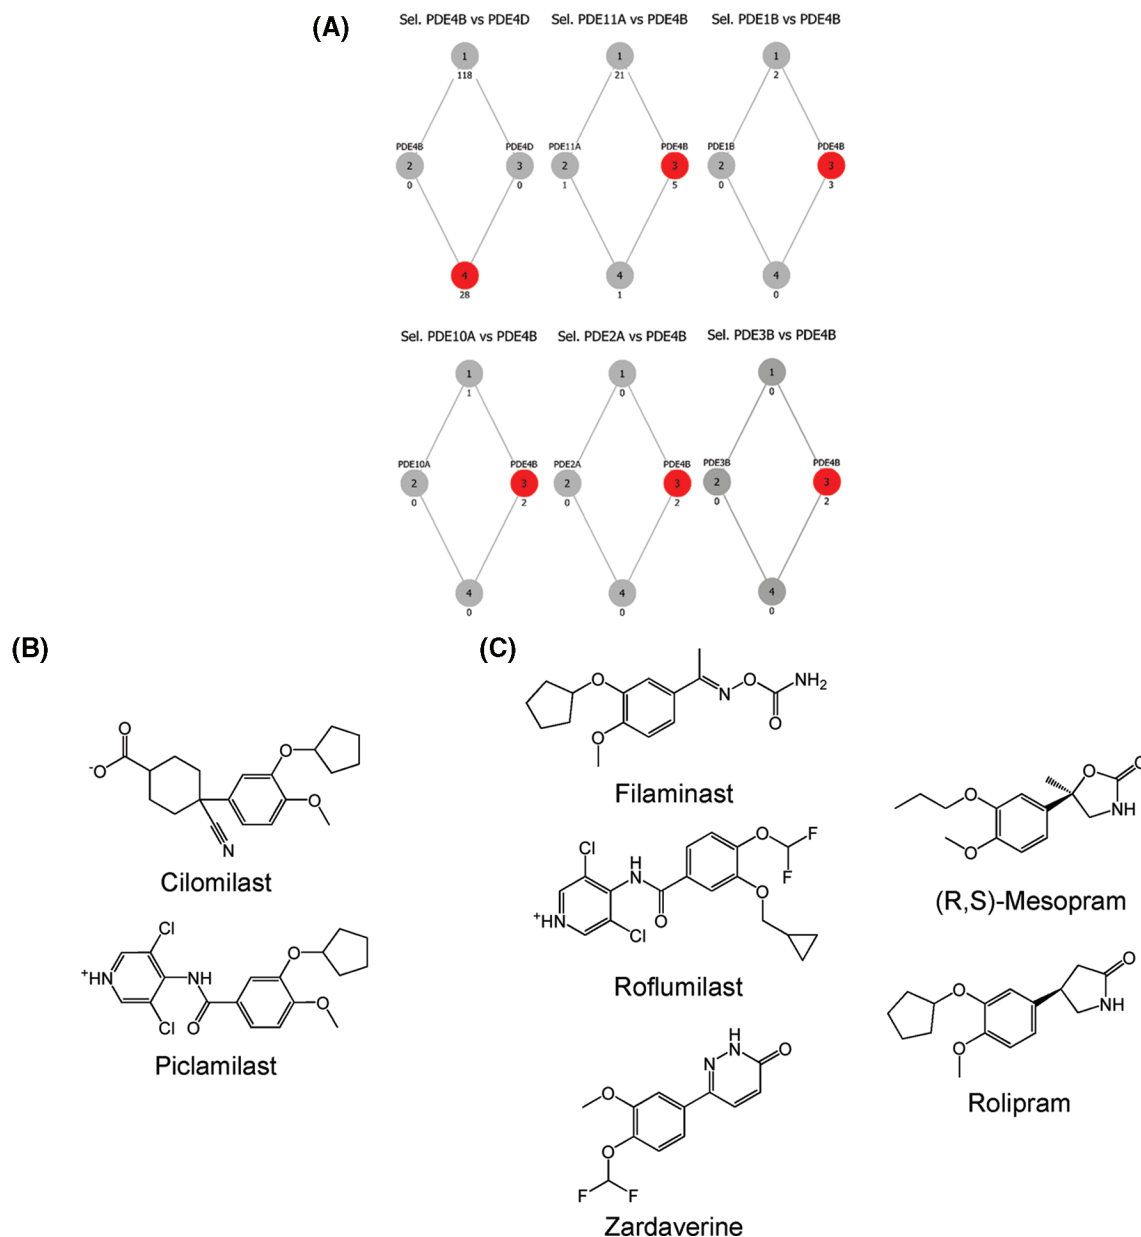 (A)
Sel. PDE4B vs PDE4D
Sel. PDE11A vs PDE4B
Sel. PDE1B vs PDE4B
1
118
1
21
1
2
PDE4B
PDE4D
PDE11A
PDE4B
PDE1B
PDE4B
2
0
3
0
2
1
3
5
2
0
3
3
4
28
4
1
4
0
Sel. PDE10A vs PDE4B
Sel. PDE2A vs PDE4B
Sel. PDE3B vs PDE4B
1
1
1
0
1
0
PDE10A
PDE4B
PDE2A
PDE4B
PDE3B
PDE4B
2
0
3
2
2
0
3
2
2
0
3
2
4
0
4
0
4
0
(B)
O
-O
O
O
N
Cilomilast
Cl
+HN
NH
Cl
O
O
O
Piclamilast
(C)
O
O
N
O
NH2
O
Filaminast
Cl
H
N
+HN
Cl
O
O
F
F
O
Roflumilast
H
N
N
O
O
O
F
F
Zardaverine
O
O
O
O
NH
(R,S)-Mesopram
O
O
O
NH
Rolipram